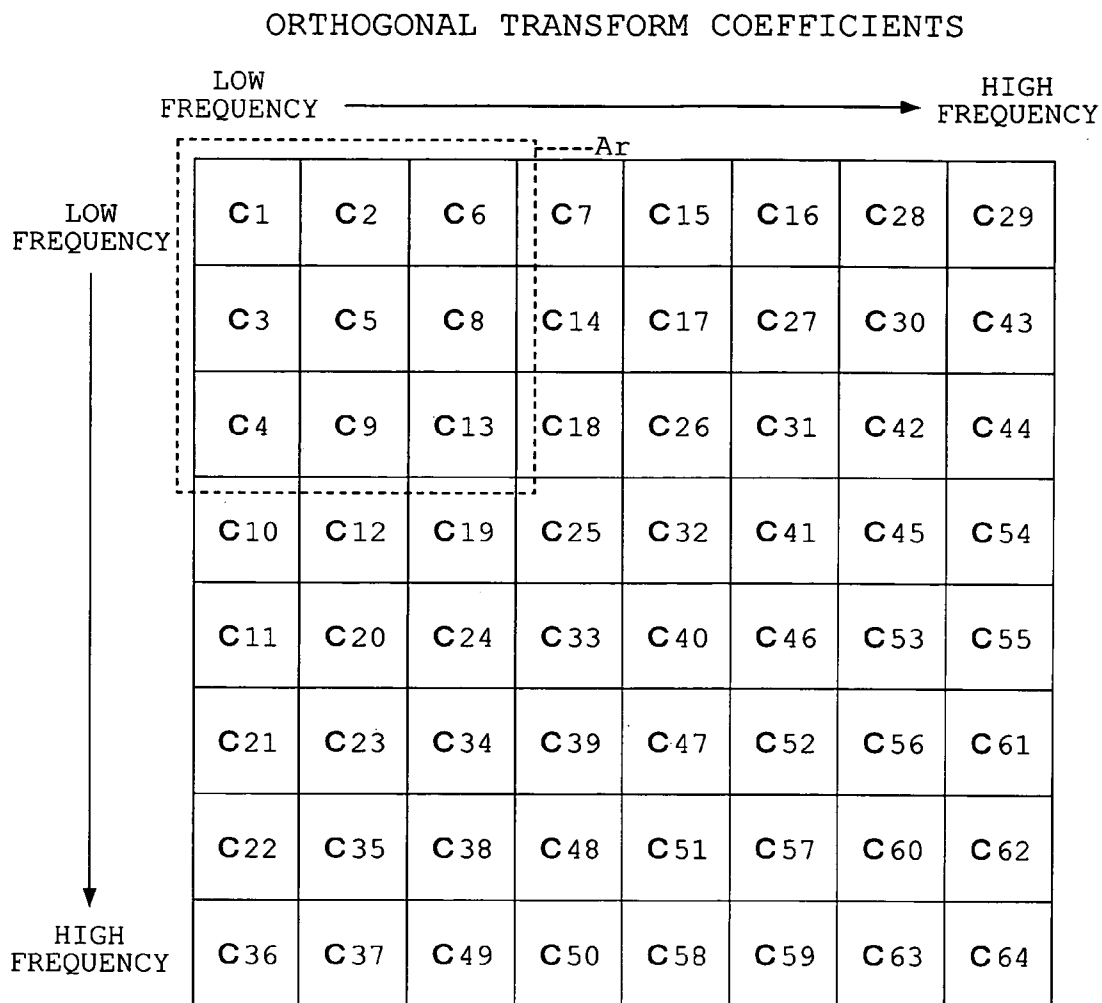 ORTHOGONAL TRANSFORM COEFFICIENTS
LOW
FREQUENCY
HIGH
FREQUENCY
Ar
LOW
FREQUENCY
C1 C2 C6 C7 C15 C16 C28 C29
C3 C5 C8 C14 C17 C27 C30 C43
C4 C9 C13 C18 C26 C31 C42 C44
C10 C12 C19 C25 C32 C41 C45 C54
C11 C20 C24 C33 C40 C46 C53 C55
C21 C23 C34 C39 C47 C52 C56 C61
C22 C35 C38 C48 C51 C57 C60 C62
HIGH
FREQUENCY
C36 C37 C49 C50 C58 C59 C63 C64